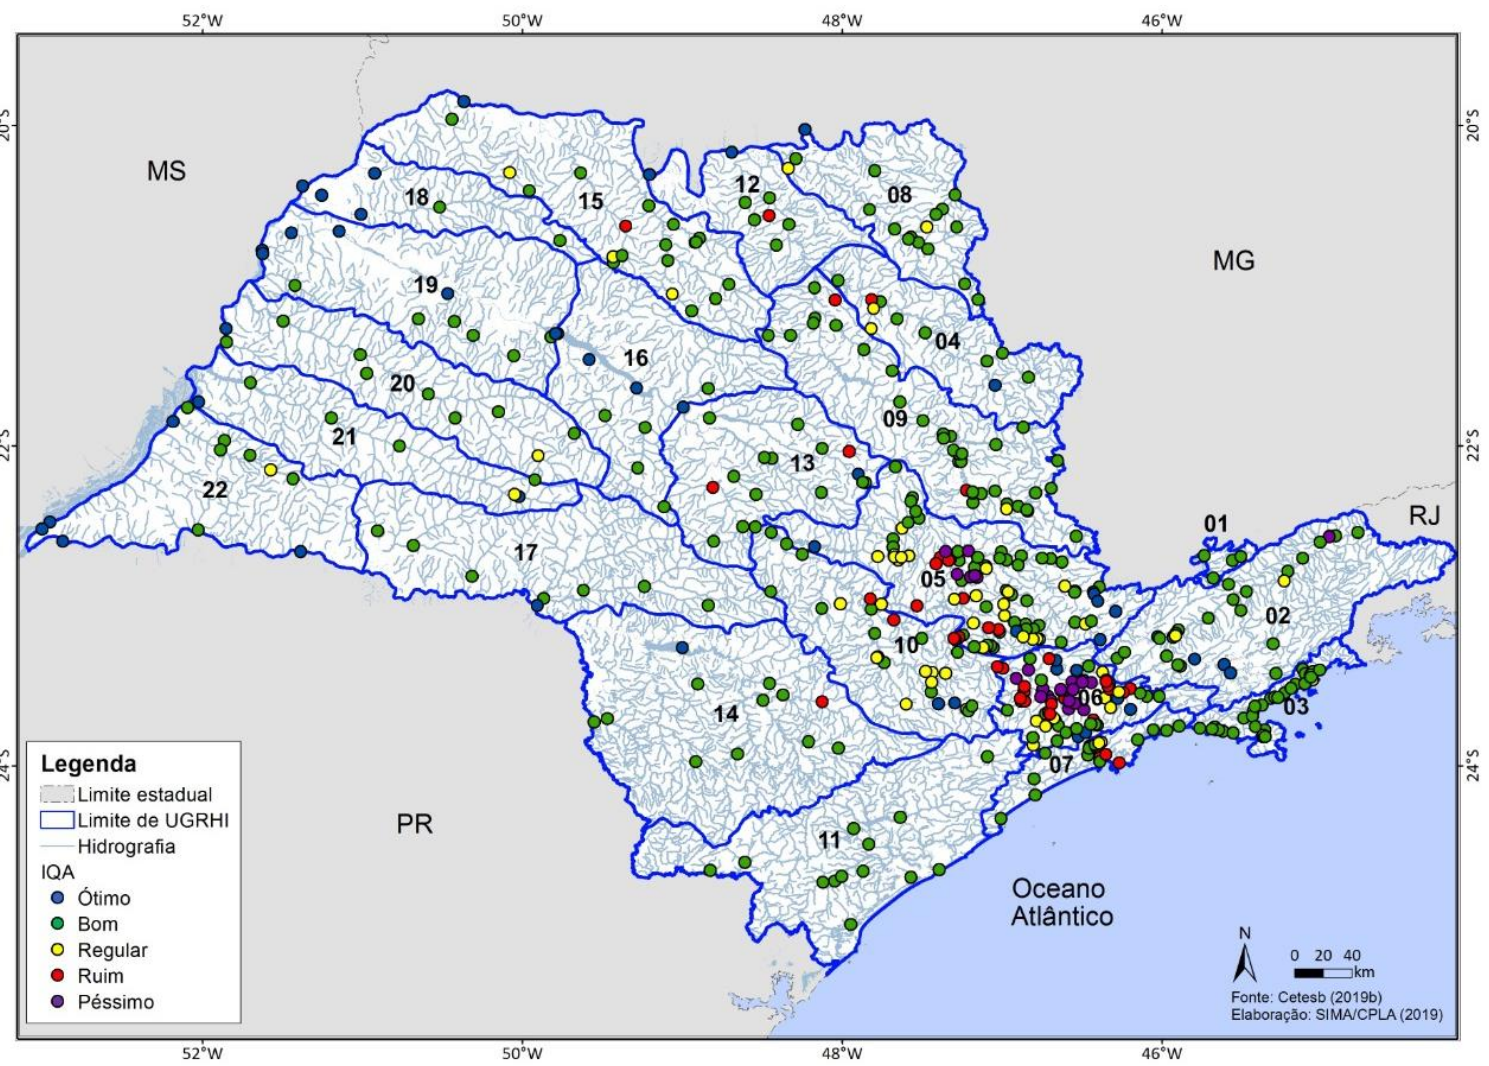 52°W
50°W
48°W
46°W
20°S
20°S
MS
12
18
15
08
MG
19
04
16
20
09
22°S
22°S
21
13
22
RJ
01
17
05
02
10
06
03
14
07
24°S
24°S
Legenda
Limite estadual
Limite de UGRHI
Hidrografia
IQA
Ótimo
Bom
Regular
Ruim
Péssimo
PR
11
Oceano
Atlântico
N
0 20 40
km
Fonte: Cetesb (2019b)
Elaboração: SIMA/CPLA (2019)
52°W
50°W
48°W
46°W